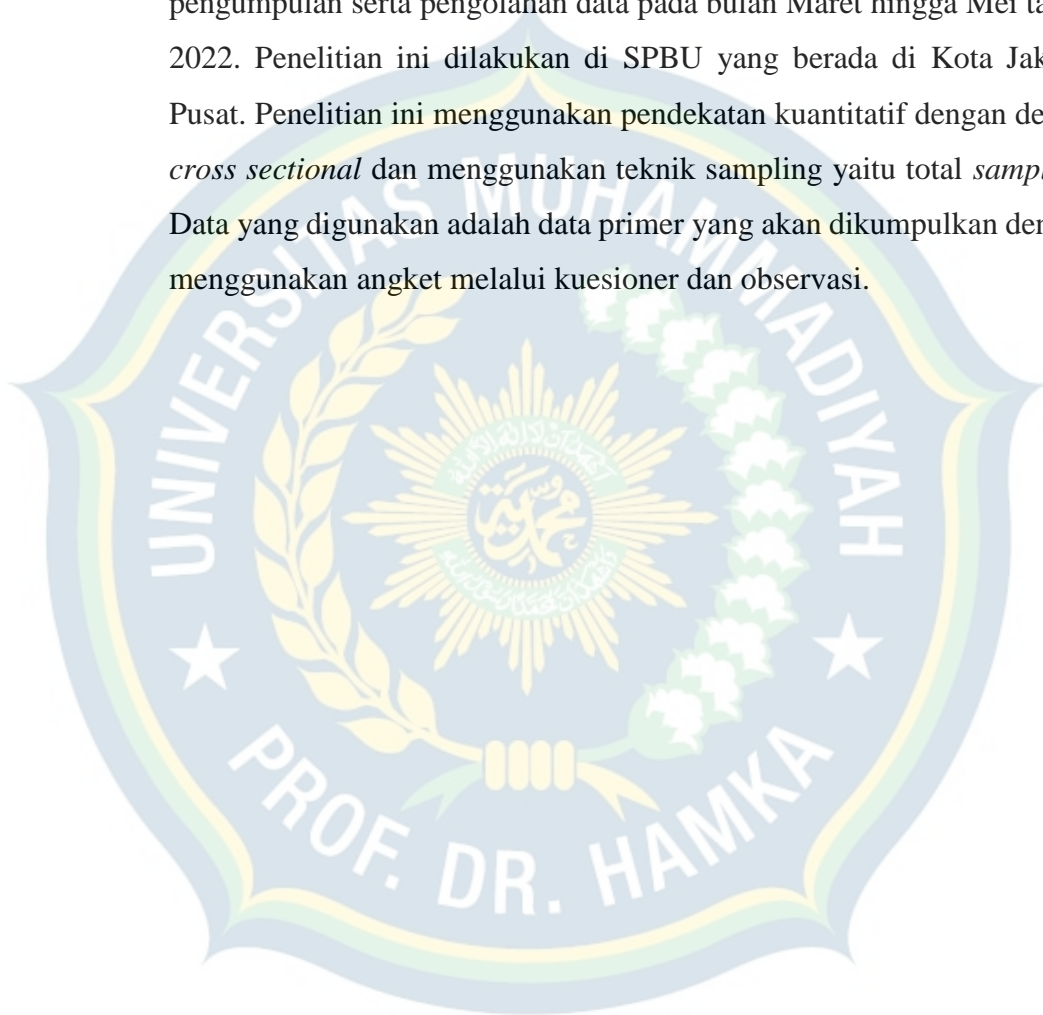 pengumpulan serta pengolahan data pada bulan Maret hingga Mei ta
2022. Penelitian ini dilakukan di SPBU yang berada di Kota Jak
Pusat. Penelitian ini menggunakan pendekatan kuantitatif dengan de
cross sectional dan menggunakan teknik sampling yaitu total samp
Data yang digunakan adalah data primer yang akan dikumpulkan den
menggunakan angket melalui kuesioner dan observasi.
UNIVERSITAS MUHAMMADIYAH
PROF. DR. HAMKA